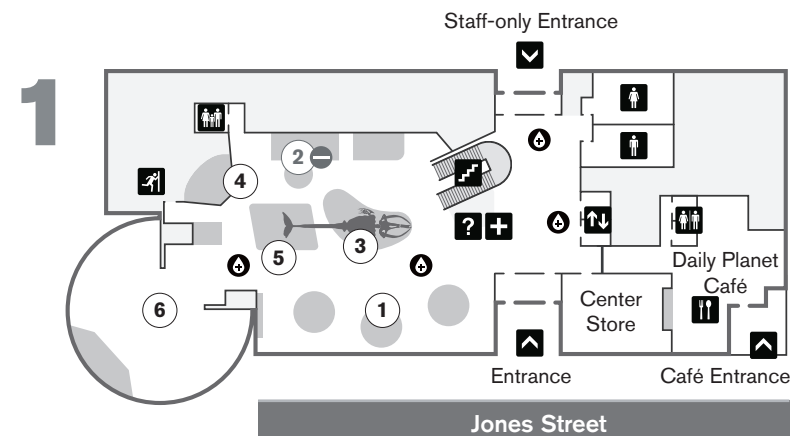 Staff-only Entrance
1
2
4
?
3
5
Daily Planet
Café
6
1
Center
Store
Entrance
Café Entrance
Jones Street